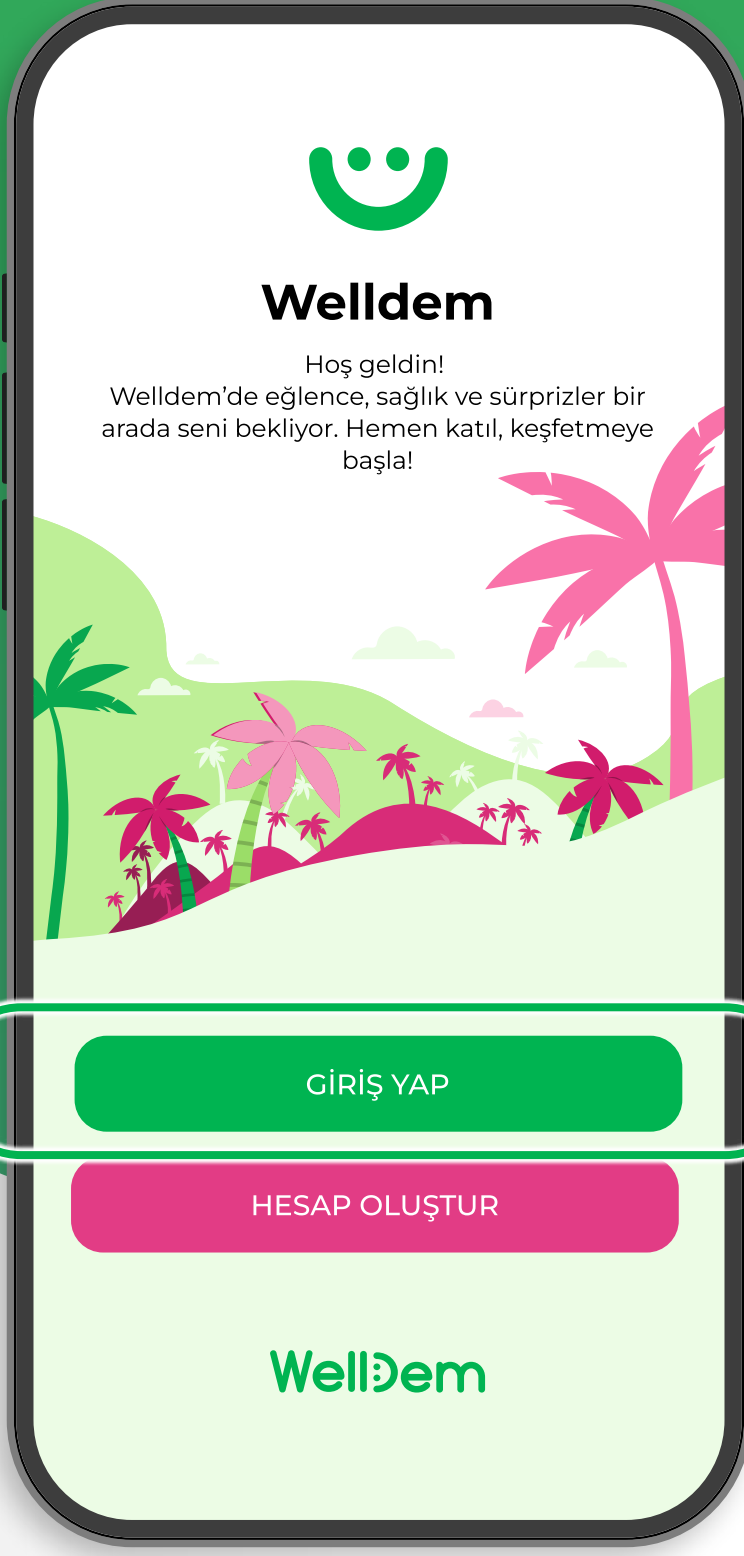 Welldem
Hoş geldin!
Welldem’de eğlence, sağlık ve sürprizler bir
arada seni bekliyor. Hemen katıl, keşfetmeye
başla!
GİRİŞ YAP
HESAP OLUŞTUR
WellDem